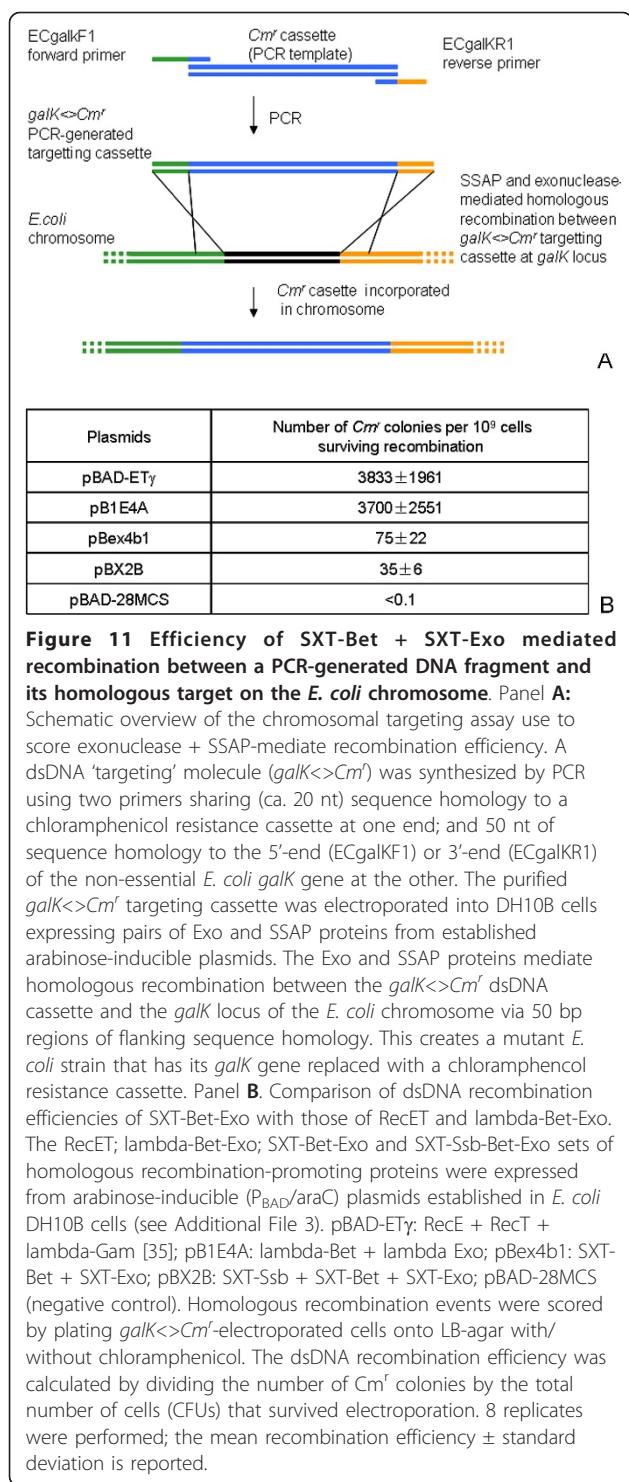 ECgalkF1
forward primer
Cmʳ cassette
(PCR template)
ECgalKR1
reverse primer
galK<>Cmʳ
PCR-generated
targetting cassette
PCR
E.coli
chromosome
SSAP and exonuclease-
mediated homologous
recombination between
galK<>Cmʳ targetting
cassette at galK locus
Cmʳ casette incorporated
in chromosome
A
Plasmids
Number of Cmʳ colonies per 10⁹ cells
surviving recombination
pBAD-ETγ
3833±1961
pB1E4A
3700±2551
pBex4b1
75±22
pBX2B
35±6
pBAD-28MCS
<0.1
B
Figure 11 Efficiency of SXT-Bet + SXT-Exo mediated
recombination between a PCR-generated DNA fragment and
its homologous target on the E. coli chromosome. Panel A:
Schematic overview of the chromosomal targeting assay use to
score exonuclease + SSAP-mediate recombination efficiency. A
dsDNA ‘targeting’ molecule (galK<>Cmʳ) was synthesized by PCR
using two primers sharing (ca. 20 nt) sequence homology to a
chloramphenicol resistance cassette at one end; and 50 nt of
sequence homology to the 5′-end (ECgalKF1) or 3′-end (ECgalKR1)
of the non-essential E. coli galK gene at the other. The purified
galK<>Cmʳ targeting cassette was electroporated into DH10B cells
expressing pairs of Exo and SSAP proteins from established
arabinose-inducible plasmids. The Exo and SSAP proteins mediate
homologous recombination between the galK<>Cmʳ dsDNA
cassette and the galK locus of the E. coli chromosome via 50 bp
regions of flanking sequence homology. This creates a mutant E.
coli strain that has its galK gene replaced with a chloramphencol
resistance cassette. Panel B. Comparison of dsDNA recombination
efficiencies of SXT-Bet-Exo with those of RecET and lambda-Bet-Exo.
The RecET; lambda-Bet-Exo; SXT-Bet-Exo and SXT-Ssb-Bet-Exo sets of
homologous recombination-promoting proteins were expressed
from arabinose-inducible (P_BAD/araC) plasmids established in E. coli
DH10B cells (see Additional File 3). pBAD-ETγ: RecE + RecT +
lambda-Gam [35]; pB1E4A: lambda-Bet + lambda Exo; pBex4b1: SXT-
Bet + SXT-Exo; pBX2B: SXT-Ssb + SXT-Bet + SXT-Exo; pBAD-28MCS
(negative control). Homologous recombination events were scored
by plating galK<>Cmʳ-electroporated cells onto LB-agar with/
without chloramphenicol. The dsDNA recombination efficiency was
calculated by dividing the number of Cmʳ colonies by the total
number of cells (CFUs) that survived electroporation. 8 replicates
were performed; the mean recombination efficiency ± standard
deviation is reported.